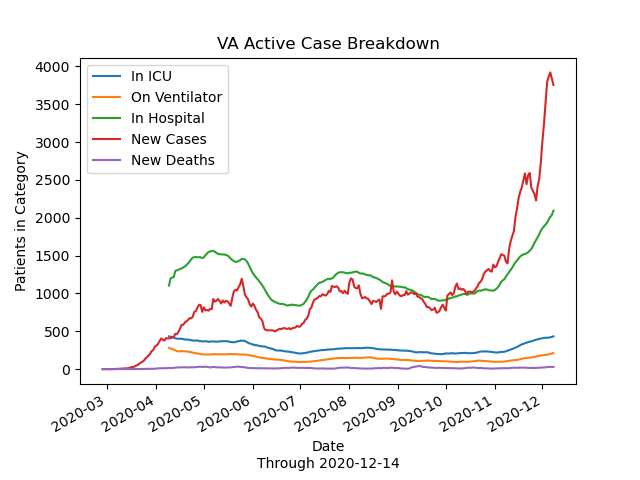 VA Active Case Breakdown
In ICU
On Ventilator
In Hospital
New Cases
New Deaths
Patients in Category
4000
3500
3000
2500
2000
1500
1000
500
0
2020-03
2020-04
2020-05
2020-06
2020-07
2020-08
2020-09
2020-10
2020-11
2020-12
Date
Through 2020-12-14